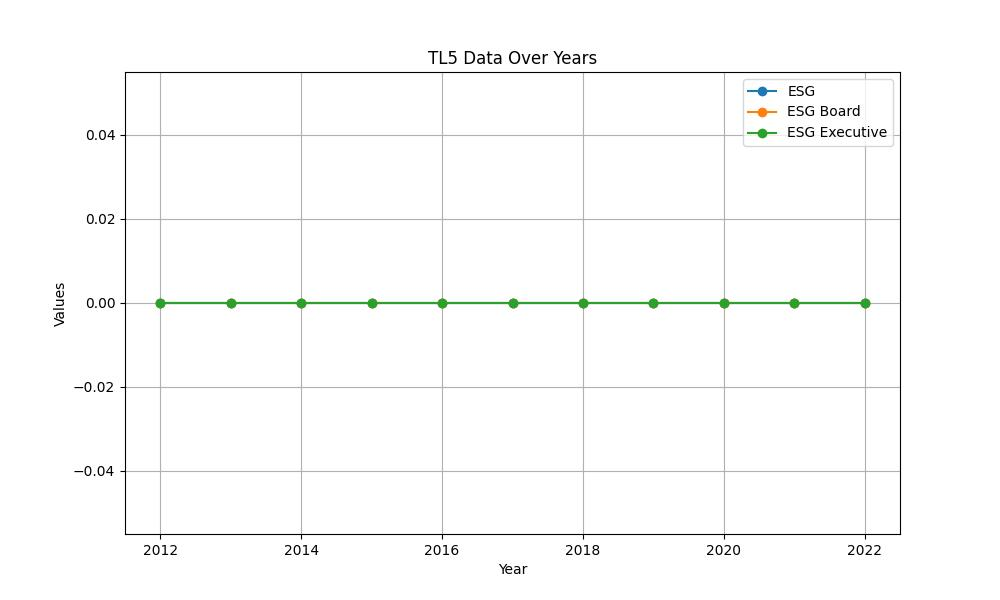 TL5 Data Over Years
ESG
ESG Board
ESG Executive
0.04
0.02
0.00
−0.02
−0.04
Values
2012 2014 2016 2018 2020 2022
Year